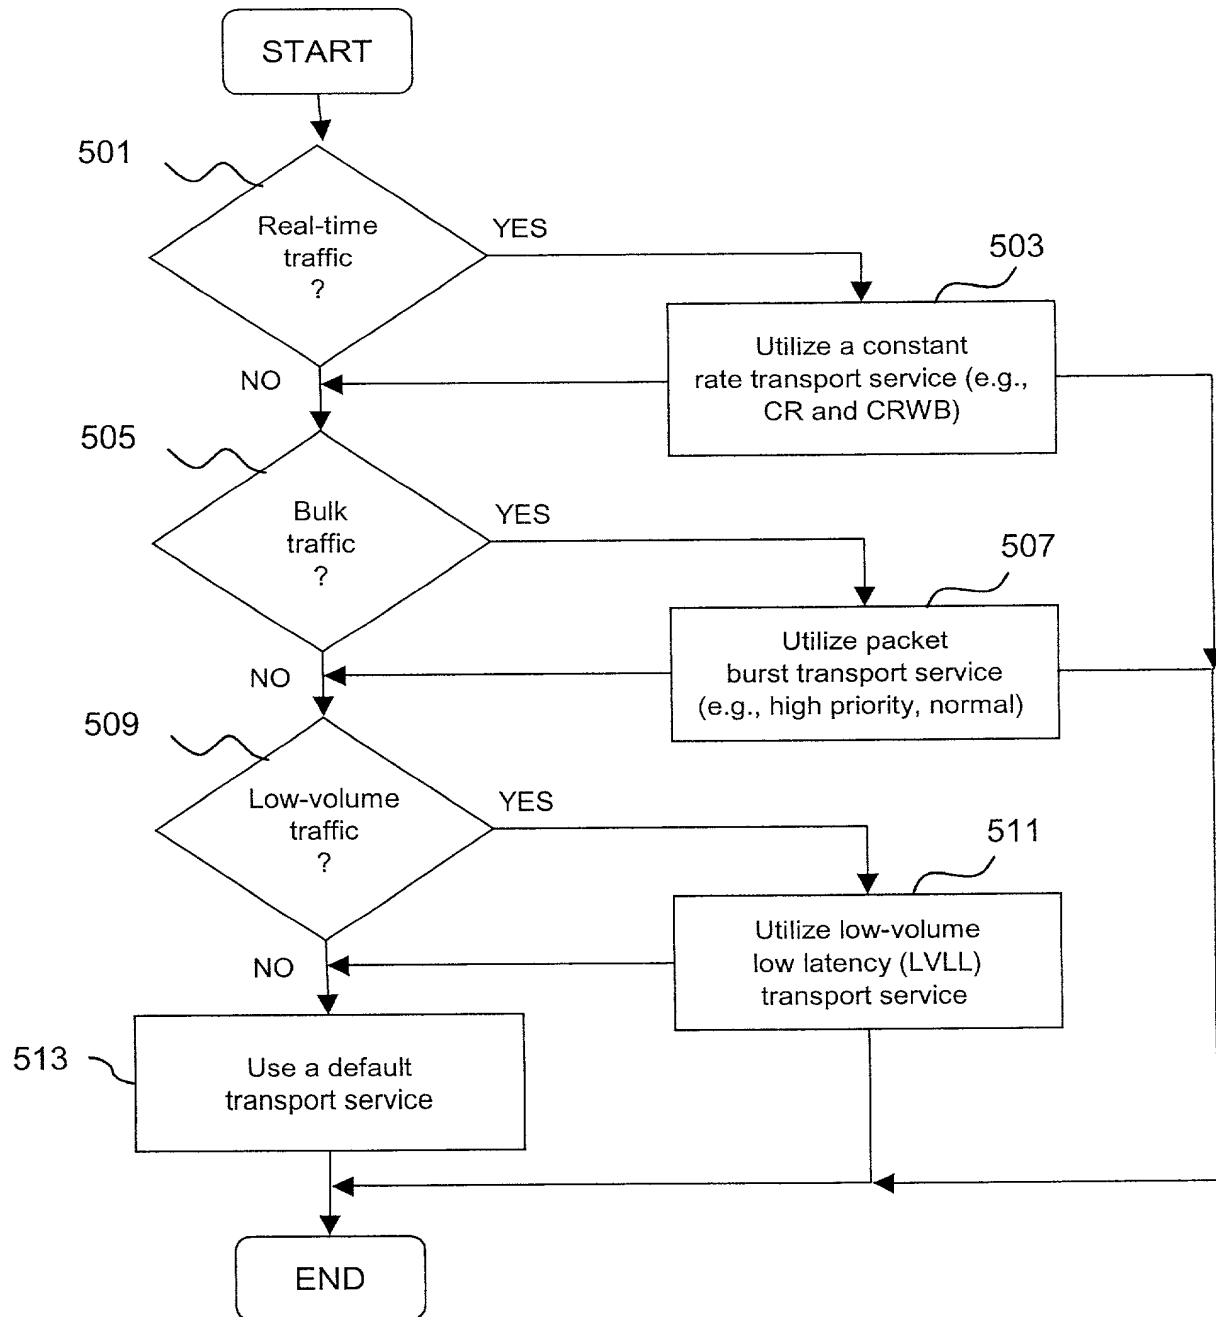 START
501
Real-time
traffic
?
YES
503
Utilize a constant
rate transport service (e.g.,
CR and CRWB)
NO
505
Bulk
traffic
?
YES
507
Utilize packet
burst transport service
(e.g., high priority, normal)
NO
509
Low-volume
traffic
?
YES
511
Utilize low-volume
low latency (LVLL)
transport service
NO
513
Use a default
transport service
END